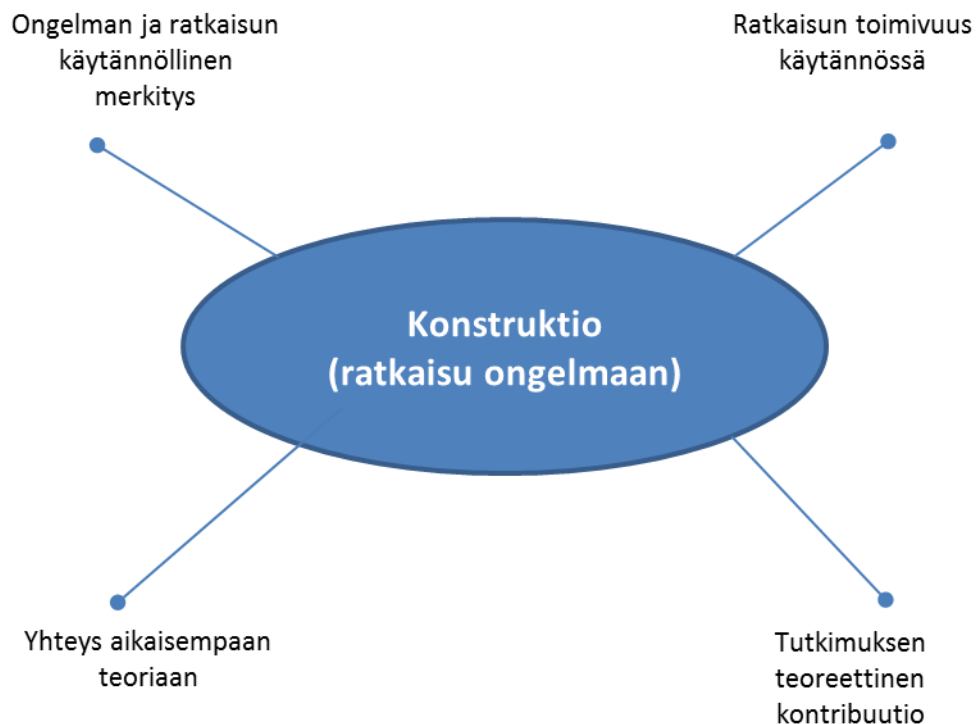 Ongelman ja ratkaisun
käytännöllinen
merkitys
Ratkaisun toimivuus
käytännössä
Konstruktio
(ratkaisu ongelmaan)
Yhteys aikaisempaan
teoriaan
Tutkimuksen
teoreettinen
kontribuutio